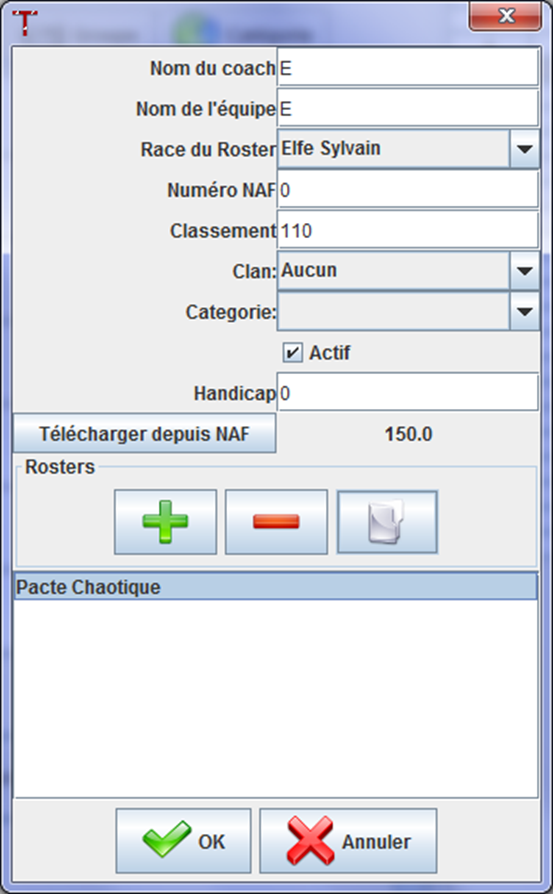 T
Nom du coach E
Nom de l'équipe E
Race du Roster Elfe Sylvain
Numéro NAF 0
Classement 110
Clan: Aucun
Categorie:
Actif
Handicap 0
Télécharger depuis NAF 150.0
Rosters
Pacte Chaotique
OK Annuler